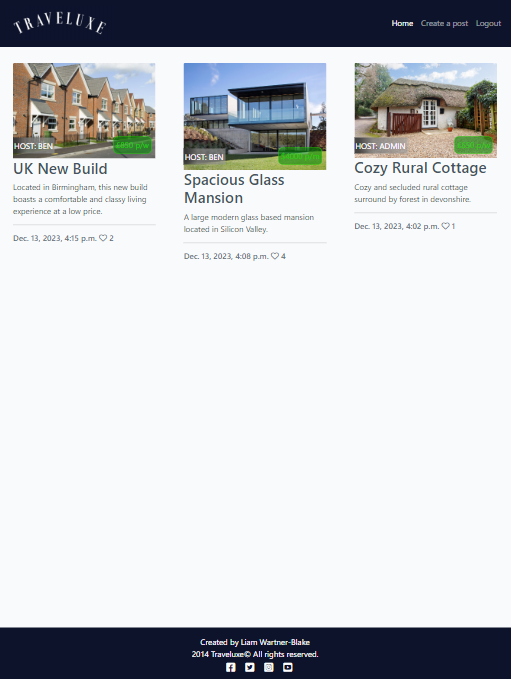 TRAVELUXE
Home Create a post Logout
HOST: BEN
UK New Build
Located in Birmingham, this new build
boasts a comfortable and classy living
experience at a low price.
Dec. 13, 2023, 4:15 p.m. 2
HOST: BEN
Spacious Glass
Mansion
A large modern glass based mansion
located in Silicon Valley.
Dec. 13, 2023, 4:08 p.m. 4
HOST: ADMIN
Cozy Rural Cottage
Cozy and secluded rural cottage
surround by forest in devonshire.
Dec. 13, 2023, 4:02 p.m. 1
Created by Liam Wartner-Blake
2014 Traveluxe© All rights reserved.